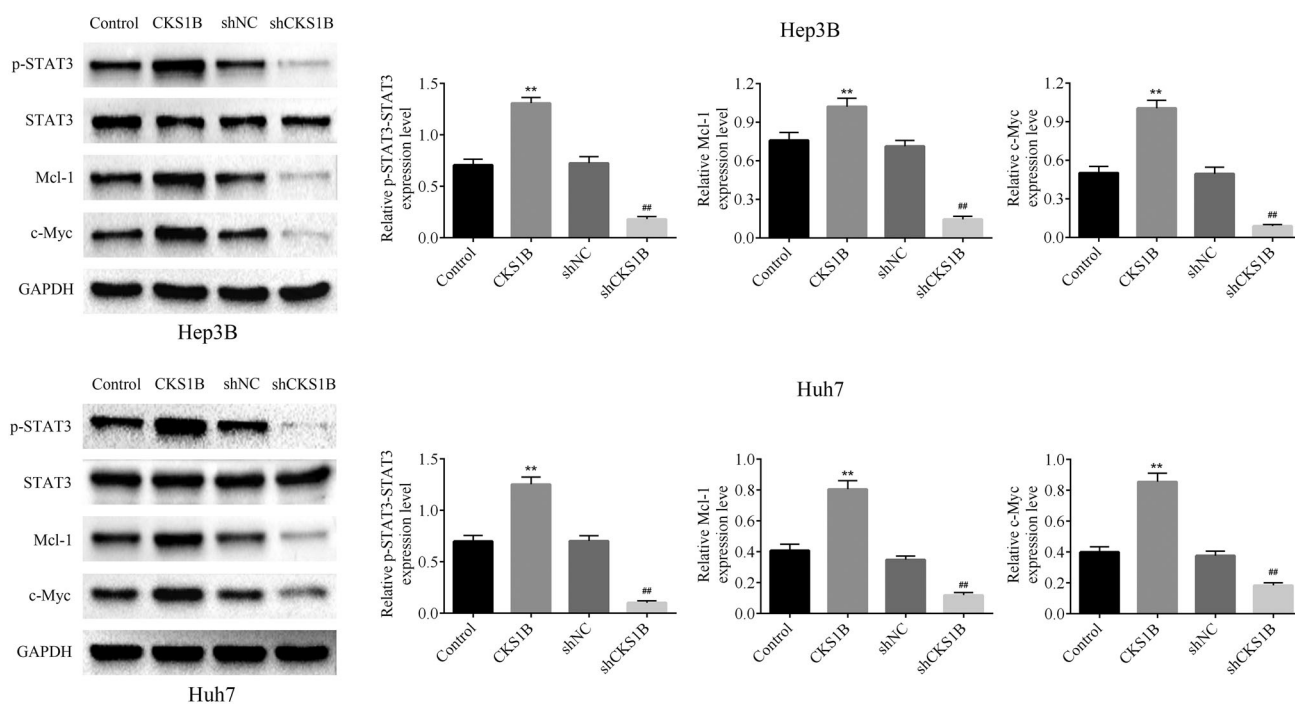 Control CKS1B shNC shCKS1B
p-STAT3
STAT3
Mcl-1
c-Myc
GAPDH
Hep3B
Hep3B
Relative p-STAT3-STAT3
expression level
1.5
1.0
0.5
0.0
**
##
Control
CKS1B
shNC
shCKS1B
Relative Mcl-1
expression level
1.2
0.9
0.6
0.3
0.0
**
##
Control
CKS1B
shNC
shCKS1B
Relative c-Myc
expression leve
1.2
0.9
0.6
0.3
0.0
**
##
Control
CKS1B
shNC
shCKS1B
Control CKS1B shNC shCKS1B
p-STAT3
STAT3
Mcl-1
c-Myc
GAPDH
Huh7
Huh7
Relative p-STAT3-STAT3
expression level
1.5
1.0
0.5
0.0
**
##
Control
CKS1B
shNC
shCKS1B
Relative Mcl-1
expression level
1.0
0.8
0.6
0.4
0.2
0.0
**
##
Control
CKS1B
shNC
shCKS1B
Relative c-Myc
expression level
1.0
0.8
0.6
0.4
0.2
0.0
**
##
Control
CKS1B
shNC
shCKS1B